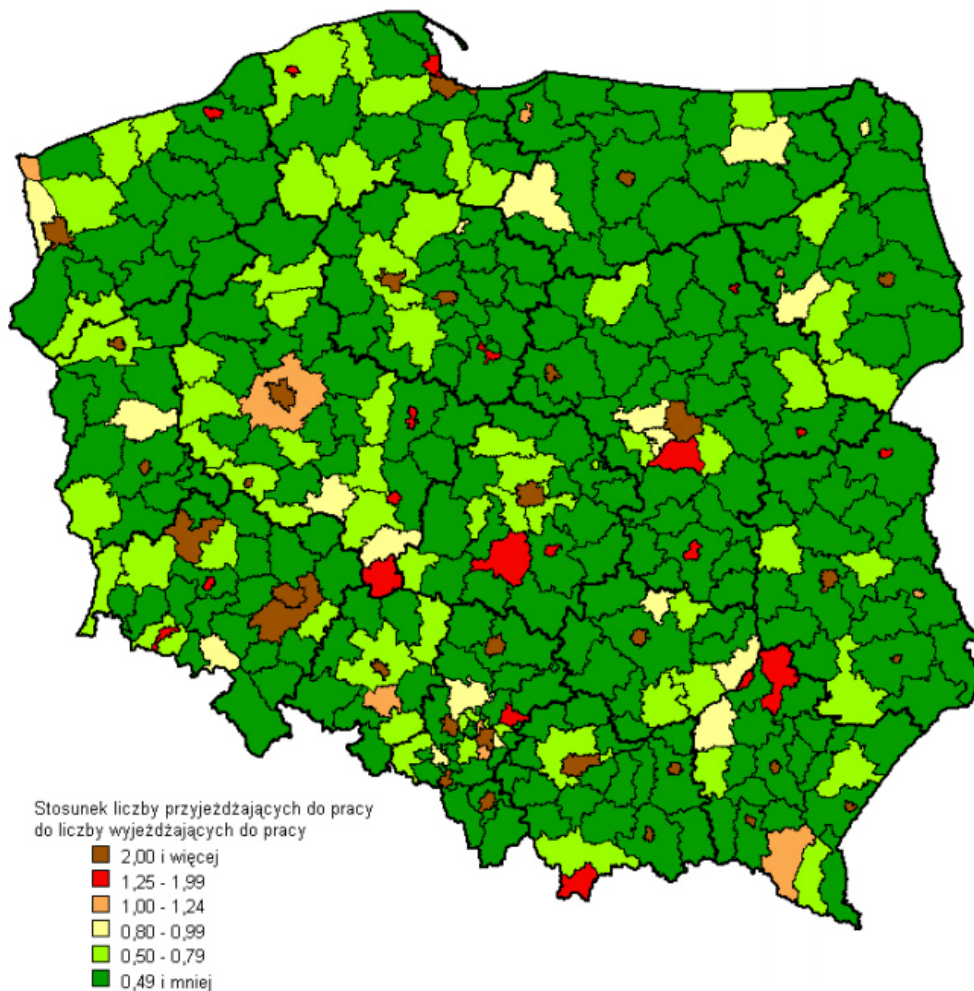 Stosunek liczby przyjeżdżających do pracy
do liczby wyjeżdżających do pracy
2,00 i więcej
1,25 - 1,99
1,00 - 1,24
0,80 - 0,99
0,50 - 0,79
0,49 i mniej